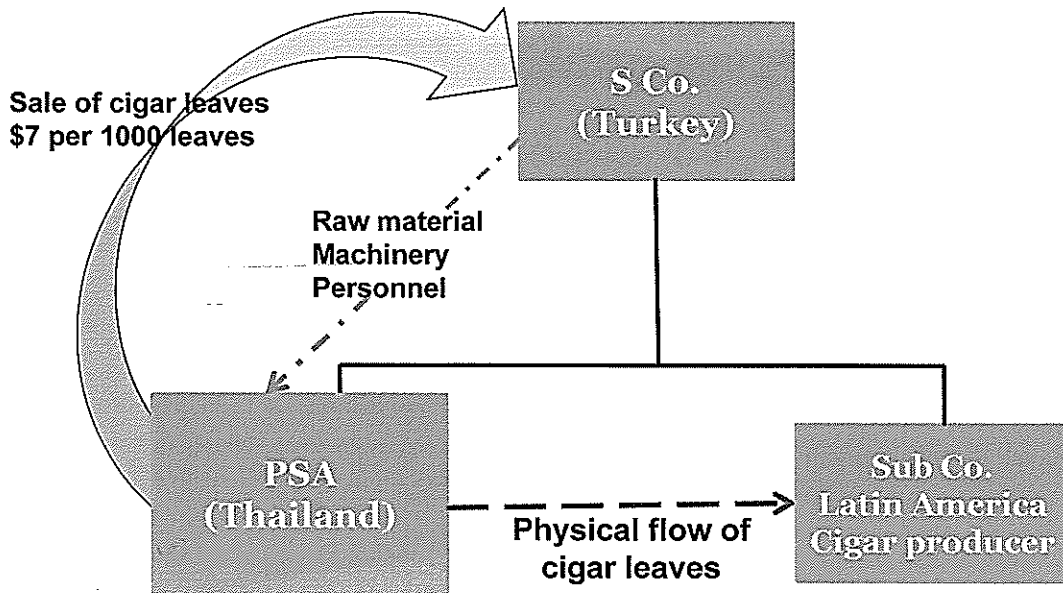 Sale of cigar leaves
$7 per 1000 leaves
S Co.
(Turkey)
Raw material
Machinery
Personnel
PSA
(Thailand)
Physical flow of
cigar leaves
Sub Co.
Latin America
Cigar producer